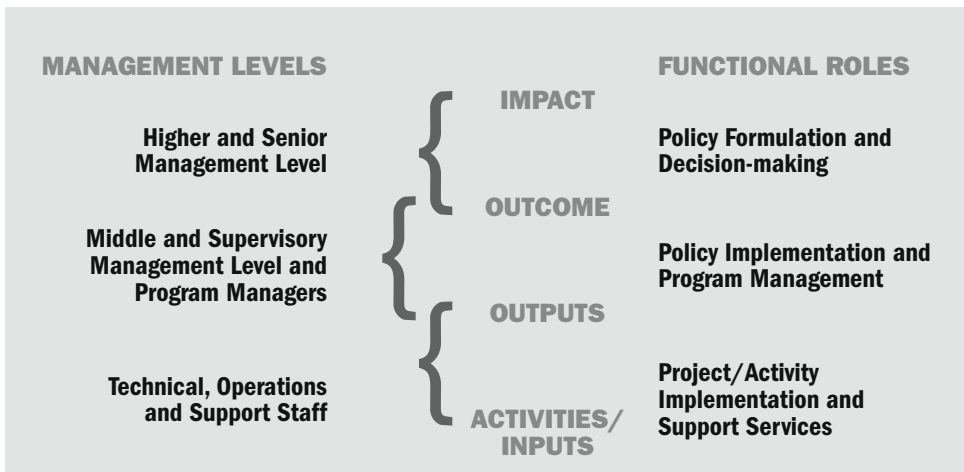 MANAGEMENT LEVELS
FUNCTIONAL ROLES
IMPACT
Higher and Senior
Management Level
Policy Formulation and
Decision-making
OUTCOME
Middle and Supervisory
Management Level and
Program Managers
Policy Implementation and
Program Management
OUTPUTS
Technical, Operations
and Support Staff
Project/Activity
Implementation and
Support Services
ACTIVITIES/
INPUTS